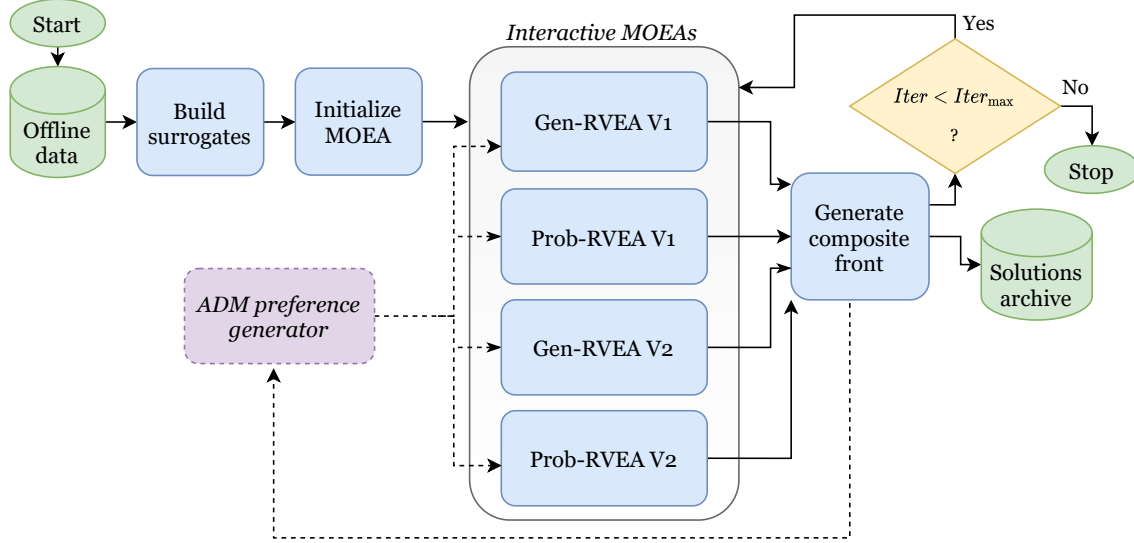 Start
Offline
data
Build
surrogates
Initialize
MOEA
Interactive MOEAs
Gen-RVEA V1
Prob-RVEA V1
Gen-RVEA V2
Prob-RVEA V2
ADM preference
generator
Generate
composite
front
Yes
Iter < Iter_max
?
No
Stop
Solutions
archive